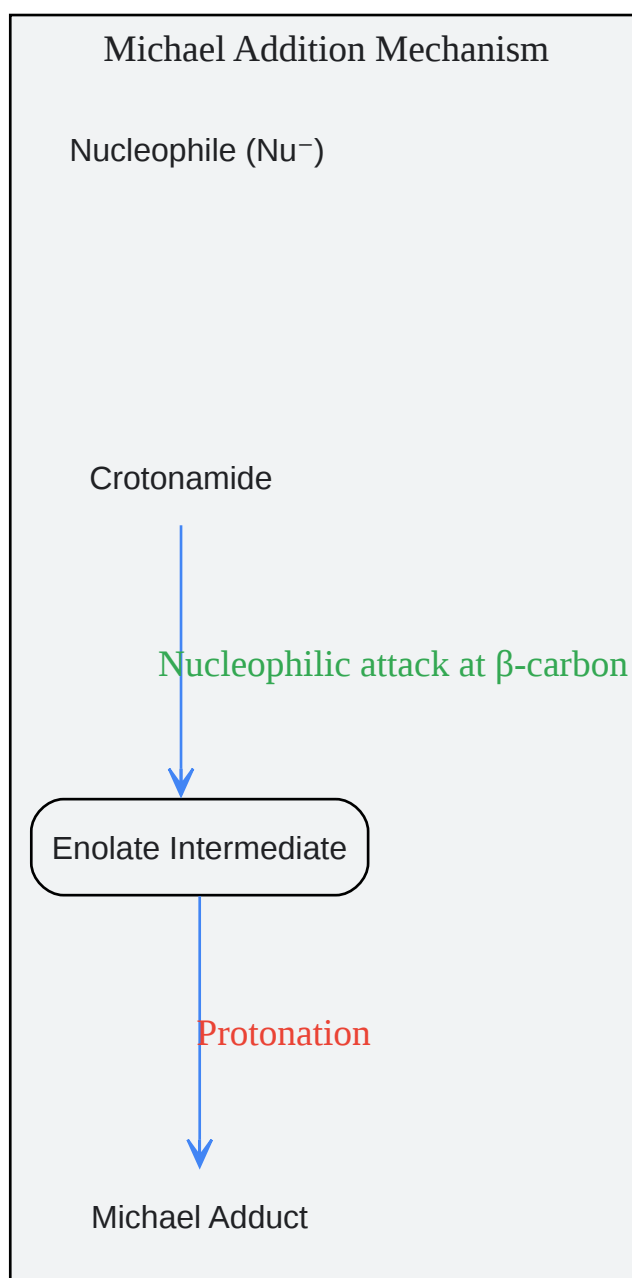 Michael Addition Mechanism
Nucleophile (Nu⁻)
Crotonamide
Nucleophilic attack at β-carbon
Enolate Intermediate
Protonation
Michael Adduct